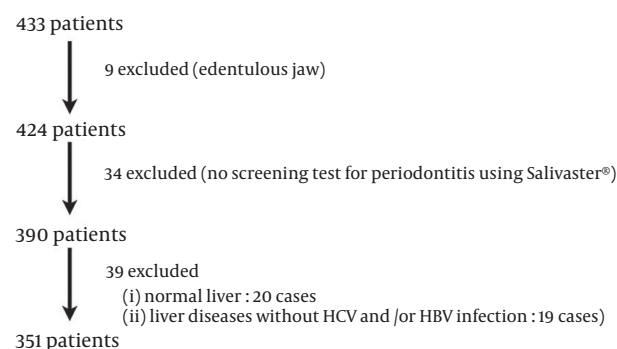 433 patients
9 excluded (edentulous jaw)
424 patients
34 excluded (no screening test for periodontitis using Salivaster®)
390 patients
39 excluded
(i) normal liver : 20 cases
(ii) liver diseases without HCV and /or HBV infection : 19 cases)
351 patients